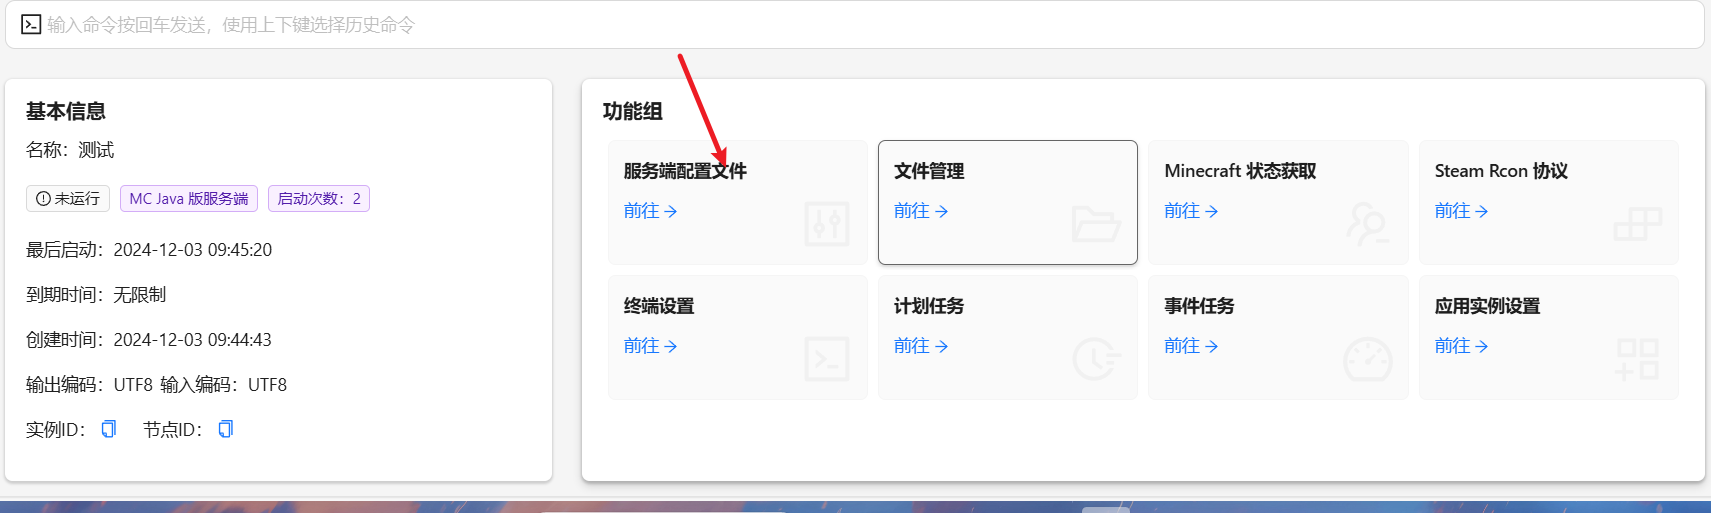 输入命令按回车发送，使用上下键选择历史命令
基本信息
名称：测试
未运行 MC Java 版服务端 启动次数：2
最后启动：2024-12-03 09:45:20
到期时间：无限制
创建时间：2024-12-03 09:44:43
输出编码：UTF8 输入编码：UTF8
实例ID： 节点ID：
功能组
服务端配置文件
前往
文件管理
前往
Minecraft 状态获取
前往
Steam Rcon 协议
前往
终端设置
前往
计划任务
前往
事件任务
前往
应用实例设置
前往